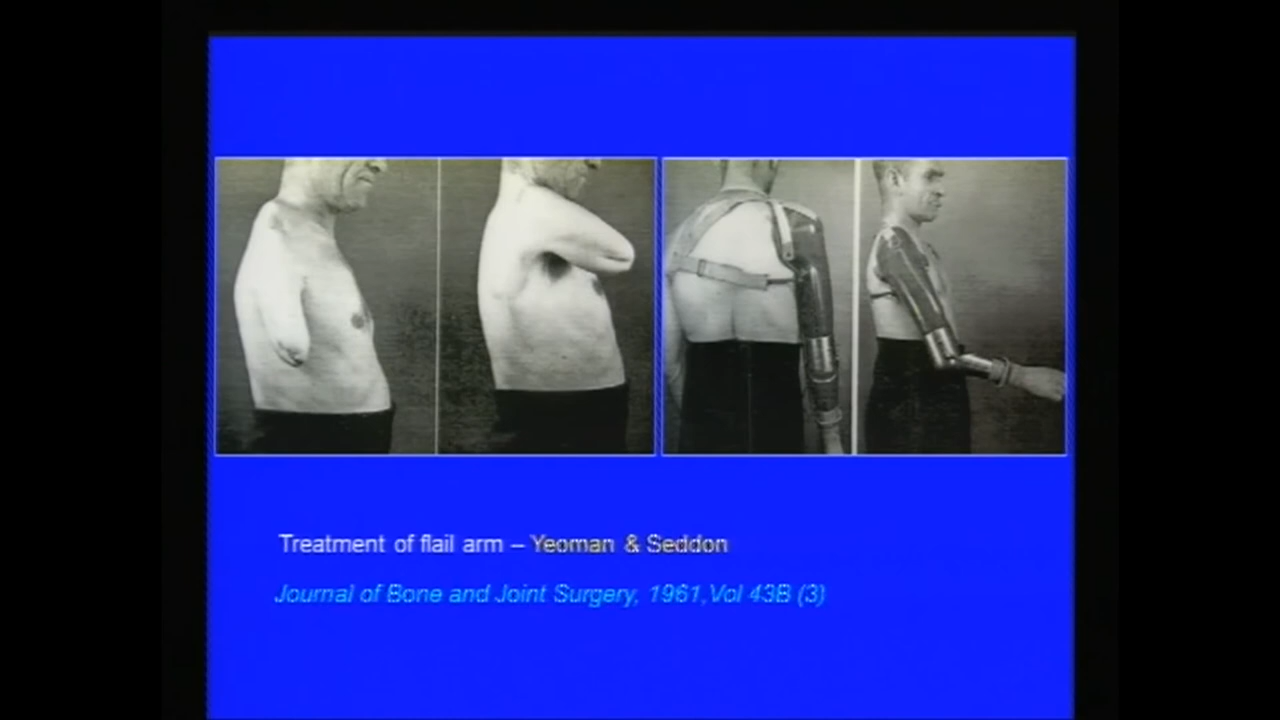 Treatment of flail arm – Yeoman & Seddon
Journal of Bone and Joint Surgery, 1961,Vol 43B (3)